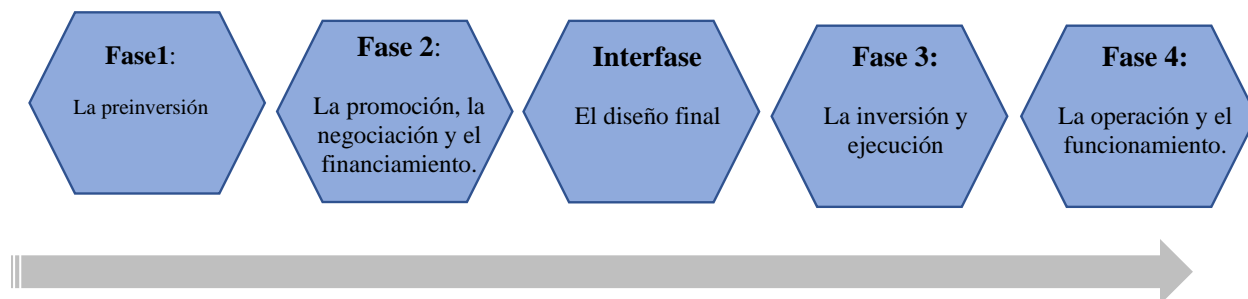 Fase1:
La preinversión
Fase 2:
La promoción, la
negociación y el
financiamiento.
Interfase
El diseño final
Fase 3:
La inversión y
ejecución
Fase 4:
La operación y el
funcionamiento.